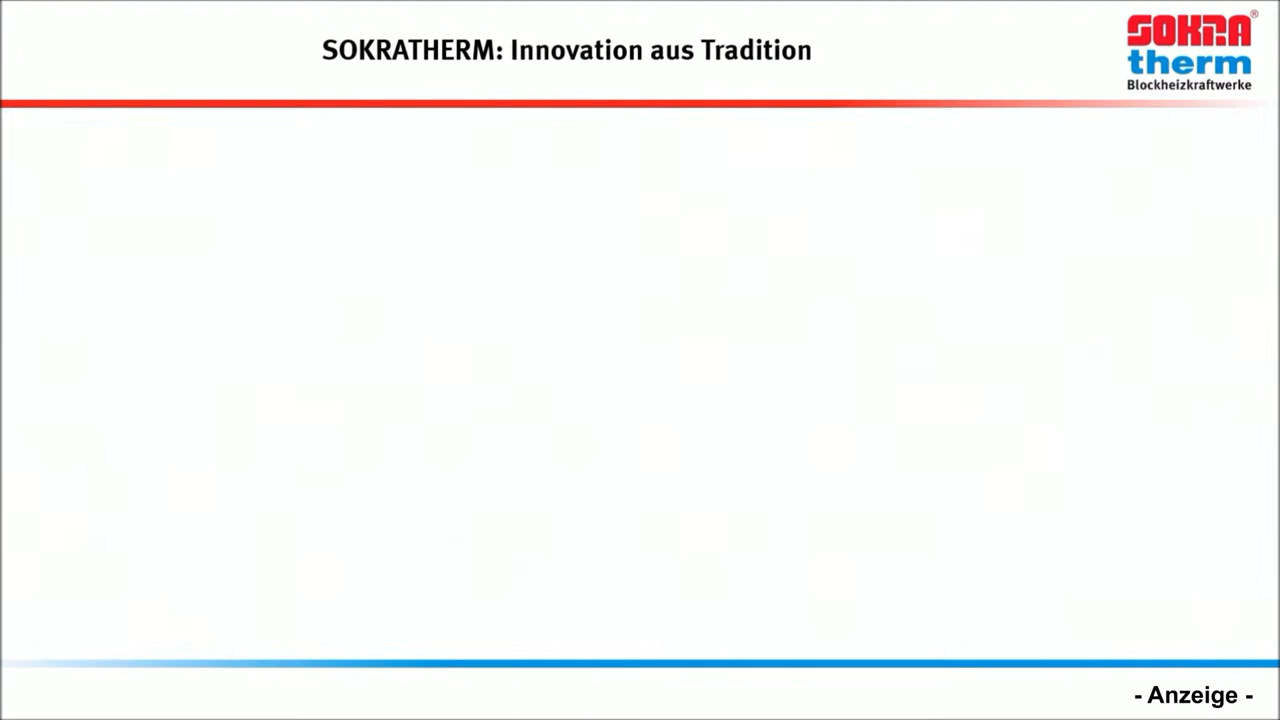 SOKRATHERM: Innovation aus Tradition
SOKRA®
therm
Blockheizkraftwerke
- Anzeige -